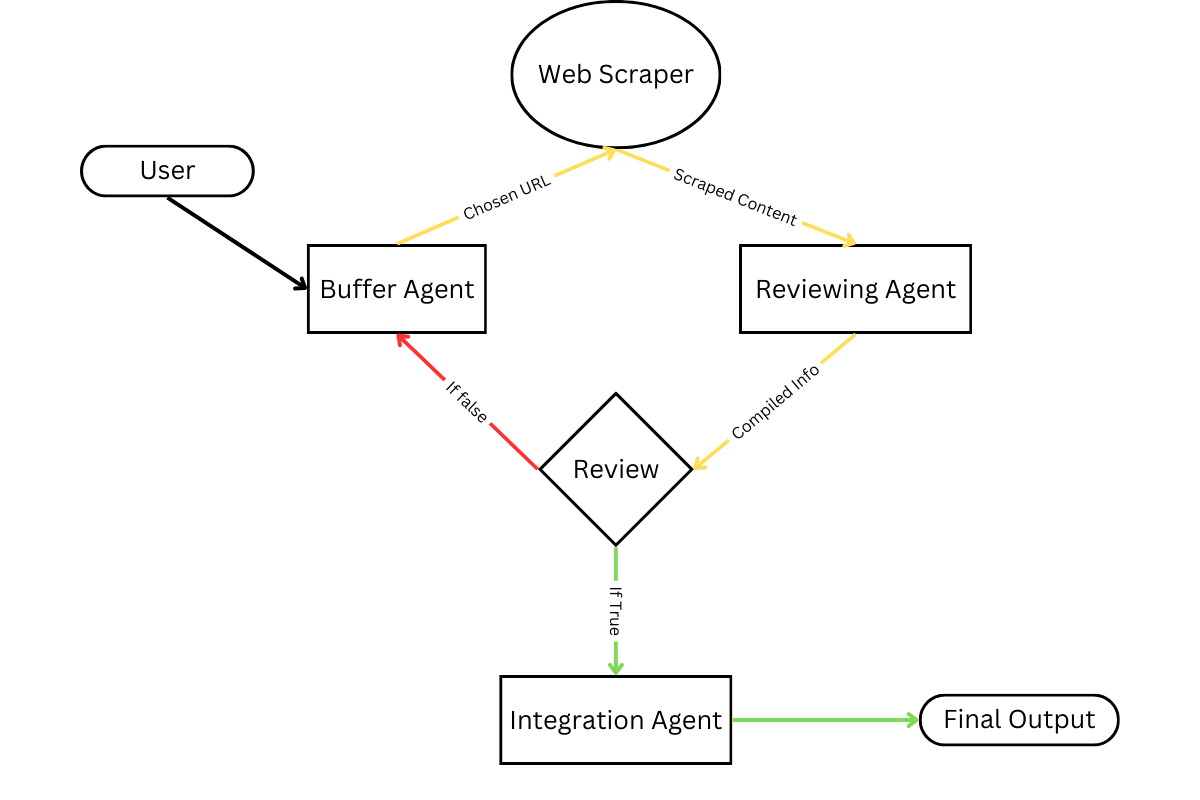 Web Scraper
User
Chosen URL
Scraped Content
Buffer Agent
Reviewing Agent
If false
Compiled Info
Review
If True
Integration Agent
Final Output